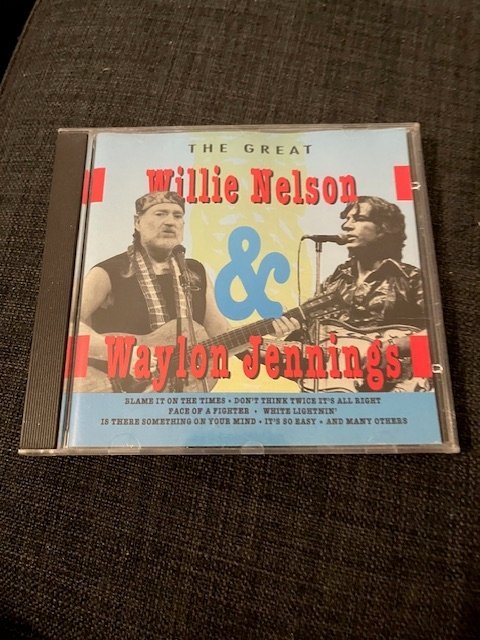 THE GREAT
Willie Nelson
&
Waylon Jennings
BLAME IT ON THE TIMES • DON'T THINK TWICE IT'S ALL RIGHT
FACE OF A FIGHTER • WHITE LIGHTNIN'
IS THERE SOMETHING ON YOUR MIND • IT'S SO EASY • AND MANY OTHERS